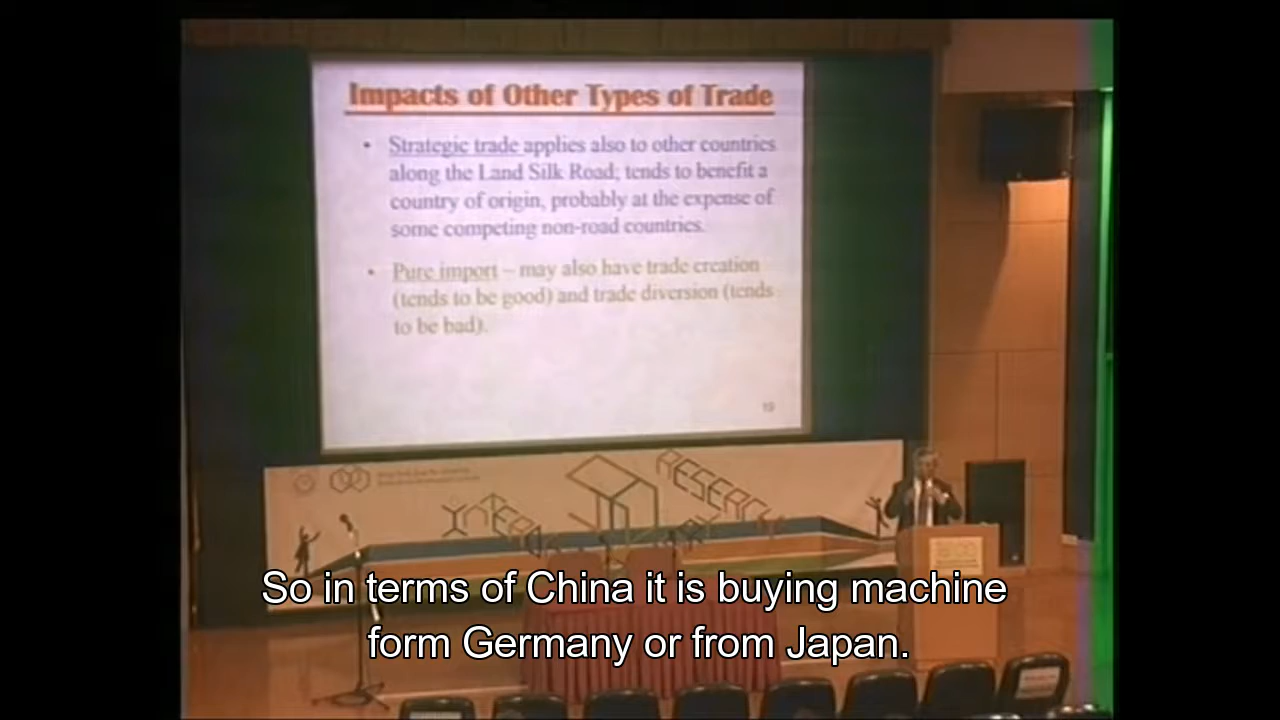 Impacts of Other Types of Trade
• Strategic trade applies also to other countries
along the Land Silk Road; tends to benefit a
country of origin, probably at the expense of
some competing non-road countries.
• Pure import – may also have trade creation
(tends to be good) and trade diversion (tends
to be bad).
19
RESERCH
So in terms of China it is buying machine
form Germany or from Japan.